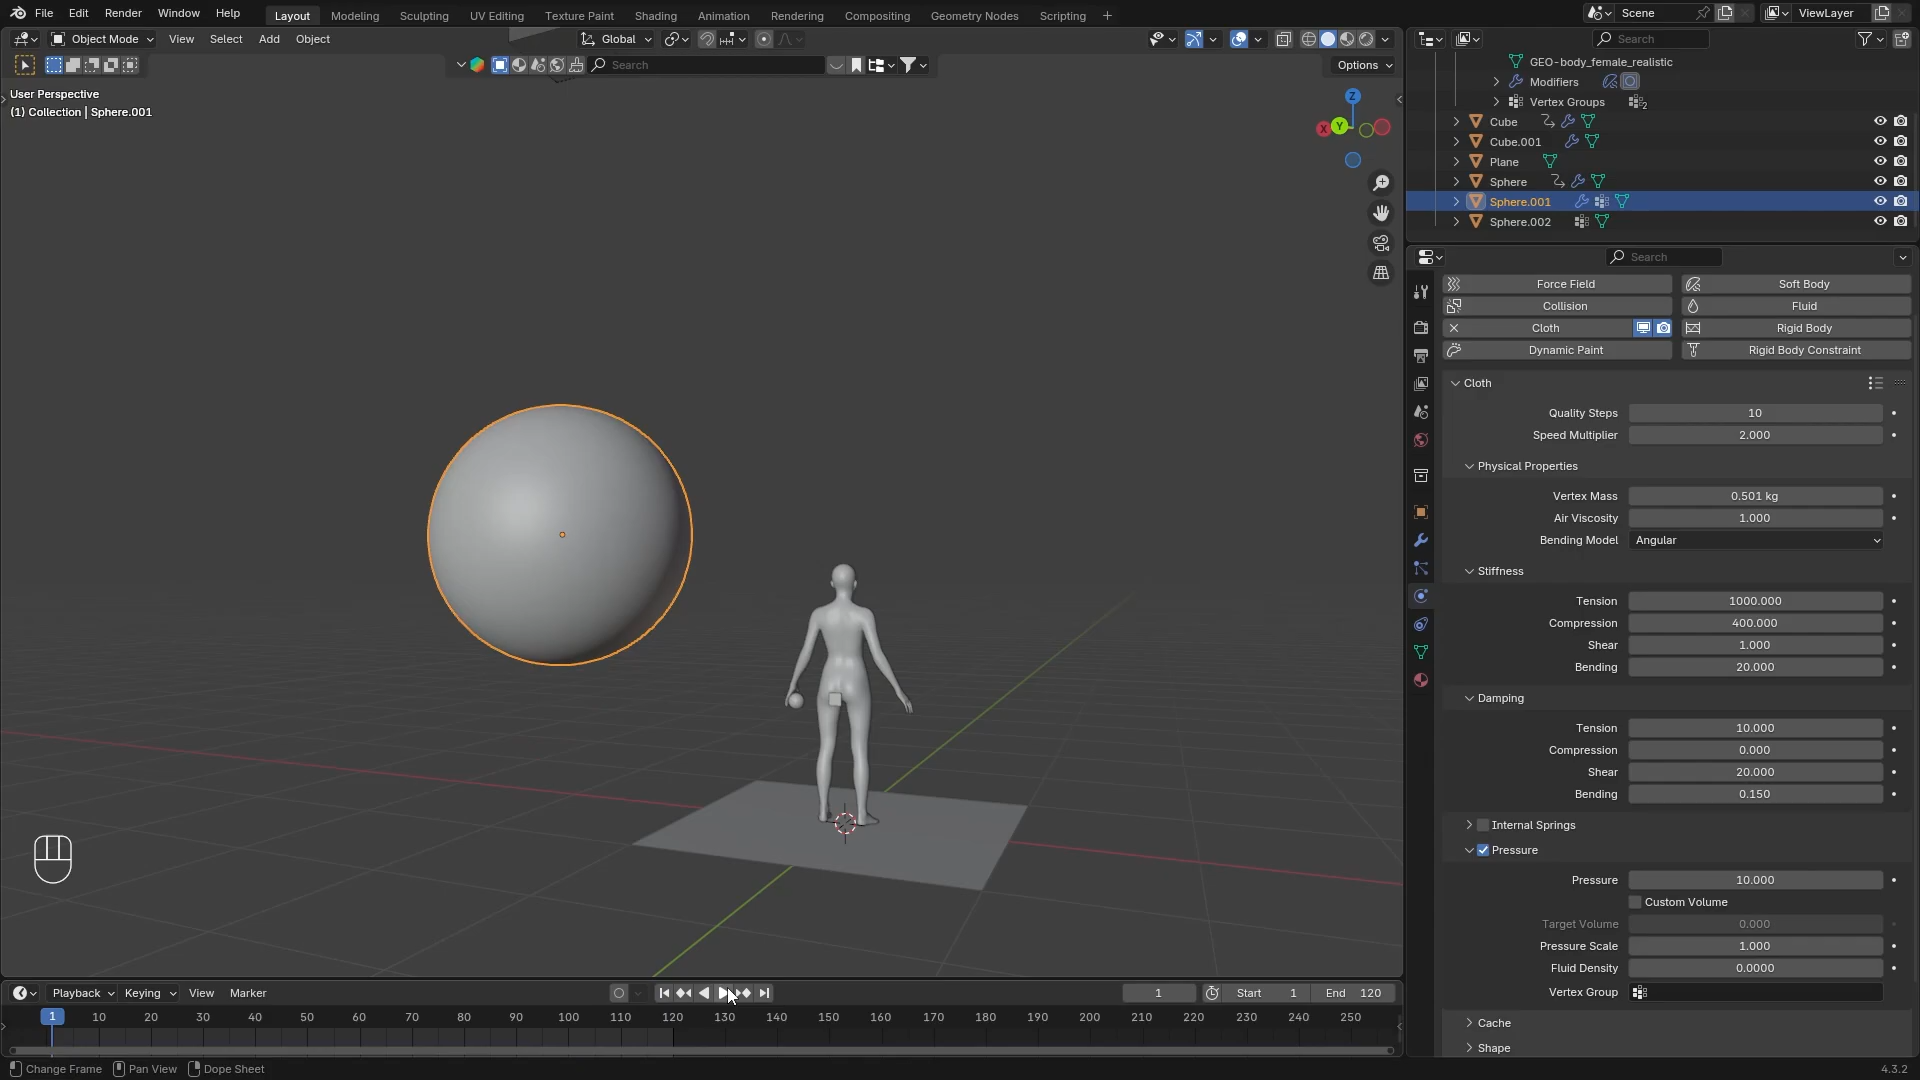 File Edit Render Window Help Layout Modeling Sculpting UV Editing Texture Paint Shading Animation Rendering Compositing Geometry Nodes Scripting + Scene ViewLayer
Object Mode View Select Add Object Global Search
Search Options
User Perspective
(1) Collection | Sphere.001
Z
X Y
GEO-body_female_realistic
Modifiers
Vertex Groups 2
Cube
Cube.001
Plane
Sphere
Sphere.001
Sphere.002
Search
Force Field Soft Body
Collision Fluid
Cloth Rigid Body
Dynamic Paint Rigid Body Constraint
Cloth
Quality Steps 10
Speed Multiplier 2.000
Physical Properties
Vertex Mass 0.501 kg
Air Viscosity 1.000
Bending Model Angular
Stiffness
Tension 1000.000
Compression 400.000
Shear 1.000
Bending 20.000
Damping
Tension 10.000
Compression 0.000
Shear 20.000
Bending 0.150
Internal Springs
Pressure
Pressure 10.000
Custom Volume
Target Volume 0.000
Pressure Scale 1.000
Fluid Density 0.0000
Vertex Group
Cache
Shape
Playback Keying View Marker 1 Start 1 End 120
1 10 20 30 40 50 60 70 80 90 100 110 120 130 140 150 160 170 180 190 200 210 220 230 240 250
Change Frame Pan View Dope Sheet 4.3.2